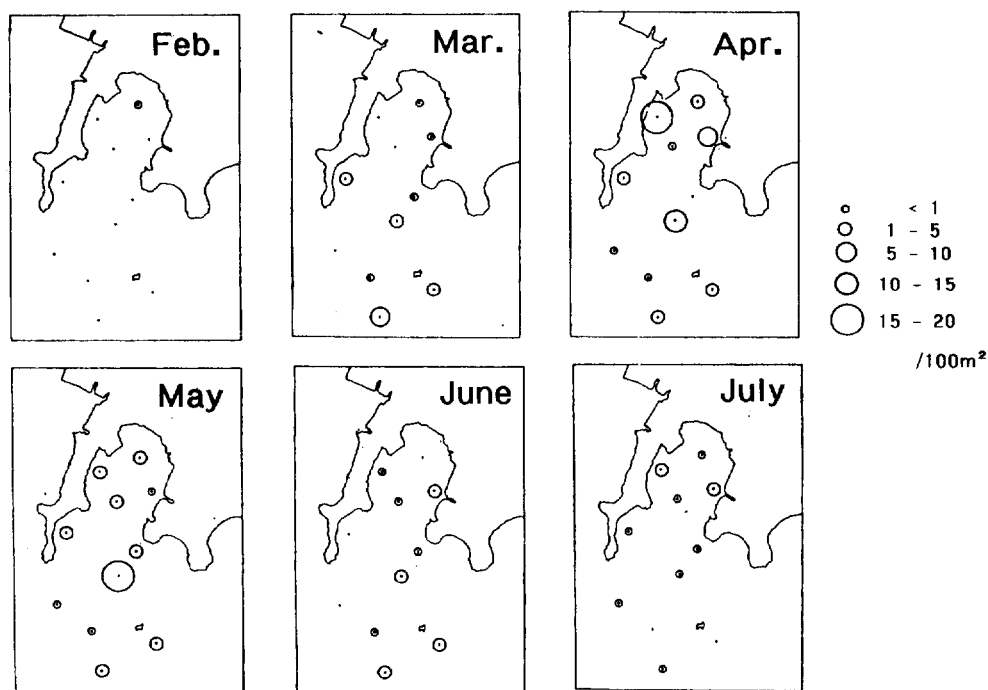 Feb.
Mar.
Apr.
< 1
1 - 5
5 - 10
10 - 15
15 - 20
/100m²
May
June
July